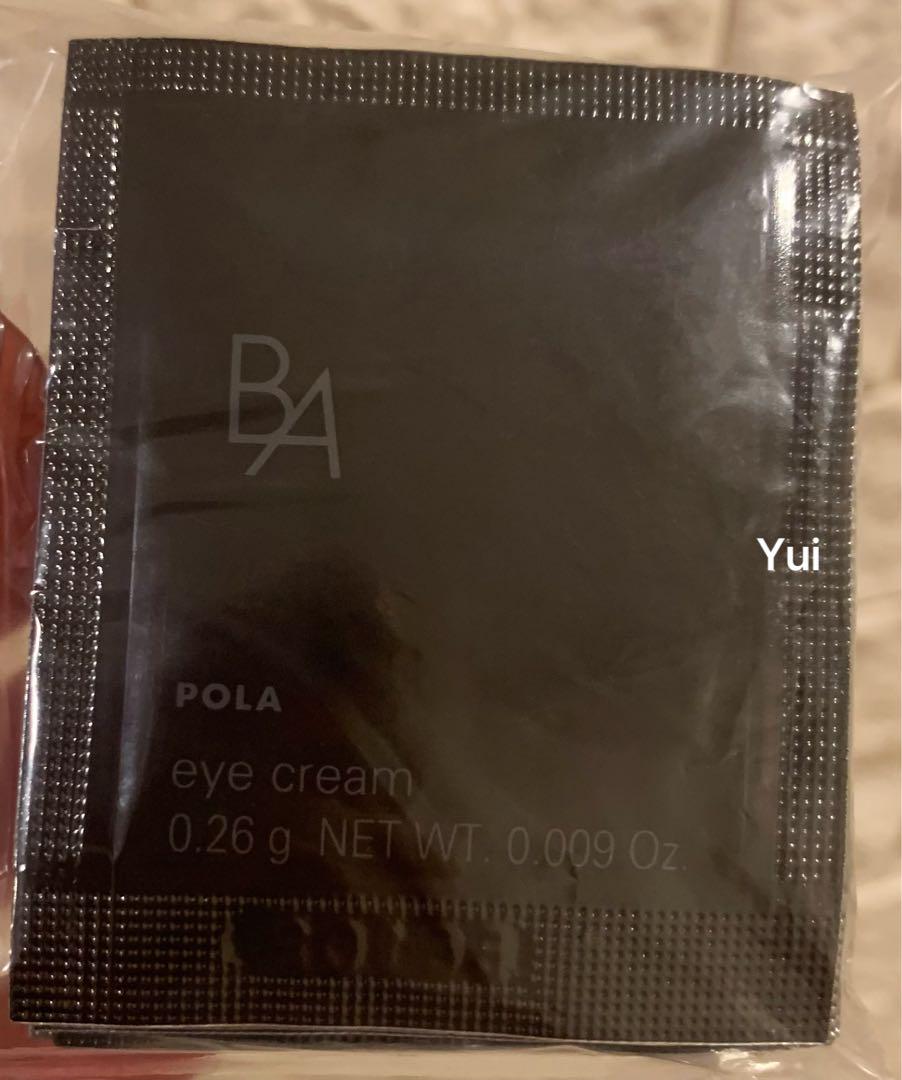 BA
Yui
POLA
eye cream
0.26 g NET WT. 0.009 Oz.